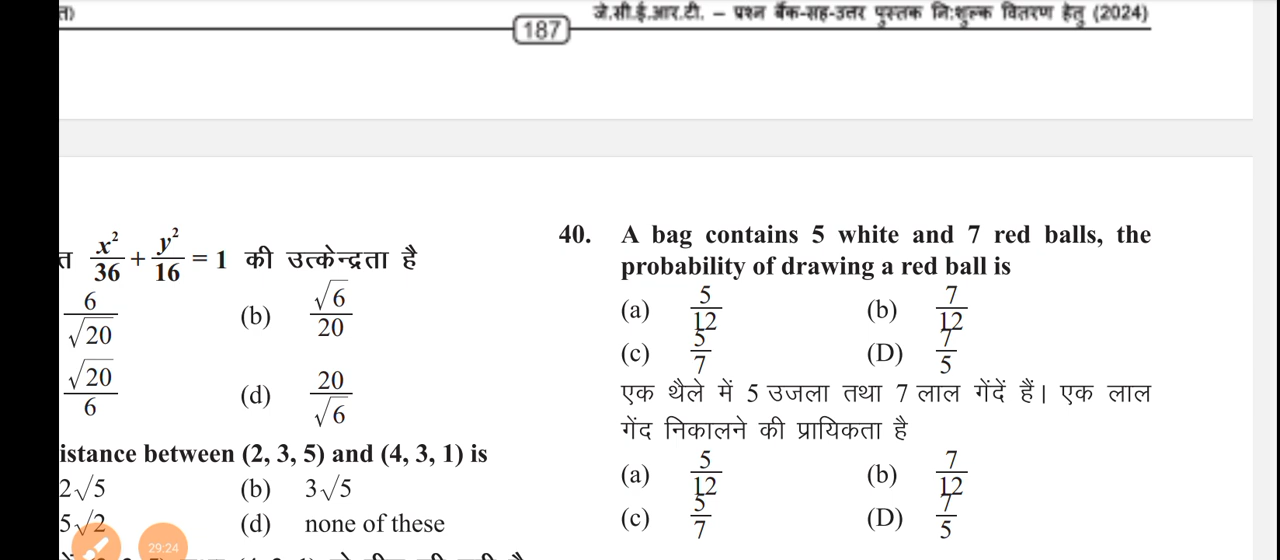 त)
187
जे.सी.ई.आर.टी. – प्रश्न बैंक-सह-उत्तर पुस्तक निःशुल्क वितरण हेतु (2024)
x²/36 + y²/16 = 1 की उत्केन्द्रता है
6/√20 (b) √6/20
√20/6 (d) 20/√6
istance between (2, 3, 5) and (4, 3, 1) is
2√5 (b) 3√5
5√2 (d) none of these
29:24
40. A bag contains 5 white and 7 red balls, the
probability of drawing a red ball is
(a) 5/12 (b) 7/12
(c) 5/7 (D) 7/5
एक थैले में 5 उजला तथा 7 लाल गेंदें हैं। एक लाल
गेंद निकालने की प्रायिकता है
(a) 5/12 (b) 7/12
(c) 5/7 (D) 7/5